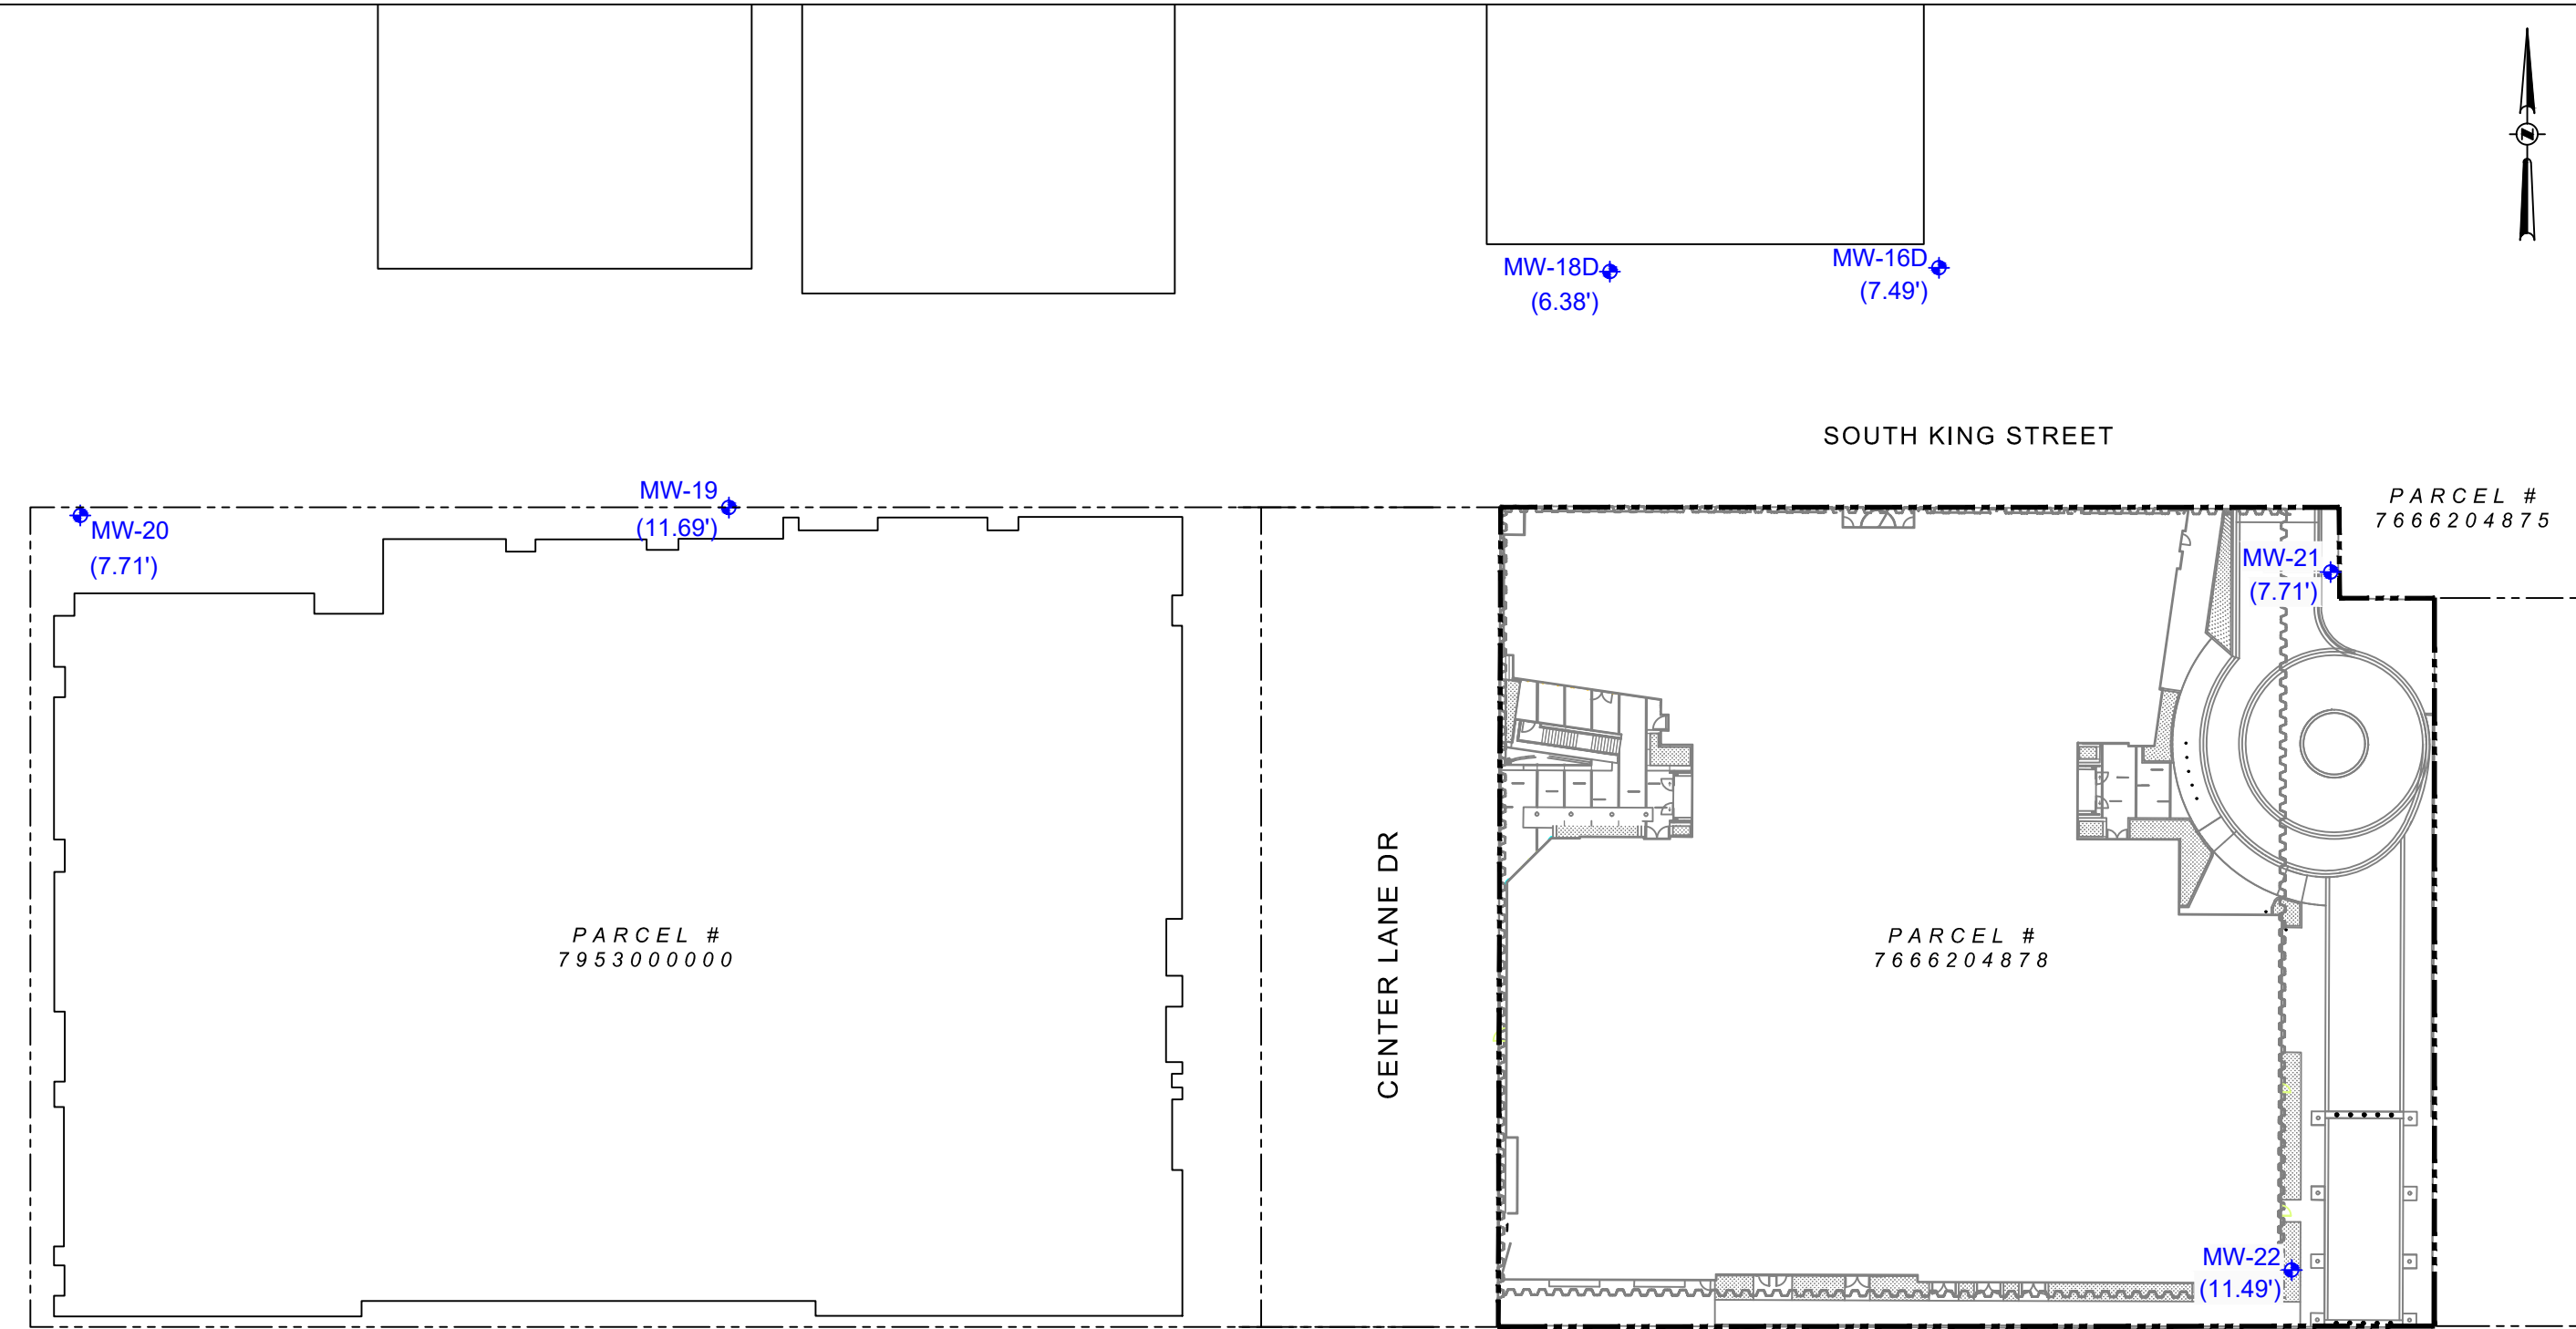 MW-18D
(6.38')
MW-16D
(7.49')
SOUTH KING STREET
MW-20
(7.71')
MW-19
(11.69')
PARCEL #
7666204875
MW-21
(7.71')
PARCEL #
7953000000
CENTER LANE DR
PARCEL #
7666204878
MW-22
(11.49')
N